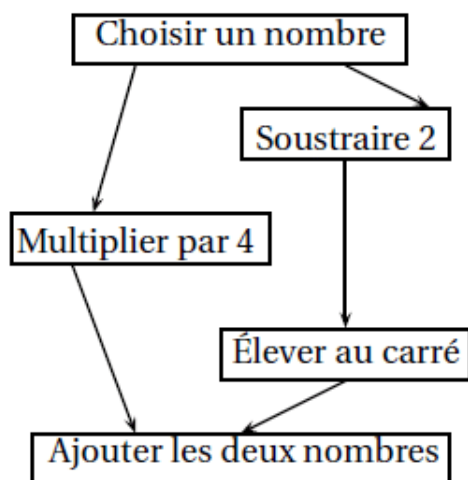 Choisir un nombre
Soustraire 2
Multiplier par 4
Élever au carré
Ajouter les deux nombres